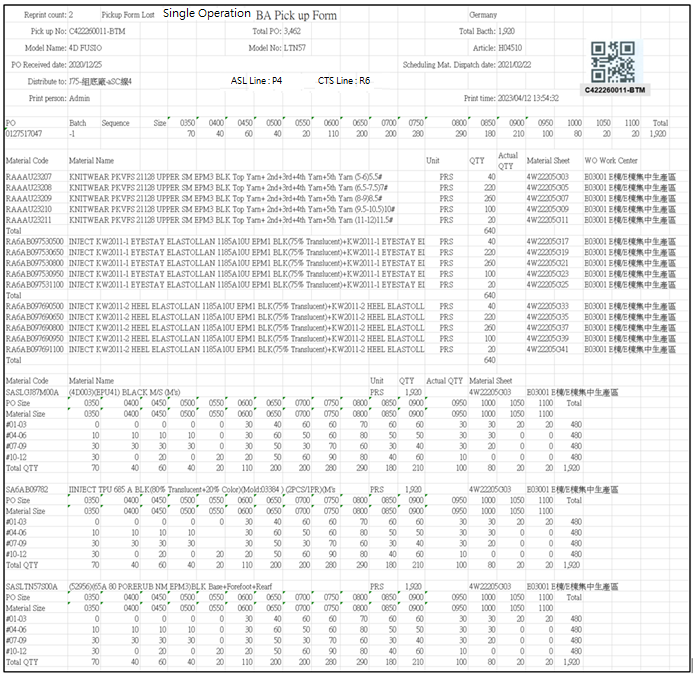 Reprint count: 2 Pickup Form Lost Single Operation BA Pick up Form Germany
Pick up No: C422260011-BTM Total PO: 3,462 Total Bacth: 1,920
Model Name: 4D FUSIO Model No: LTN57 Article: H04510
PO Received date: 2020/12/25 Scheduling Mat. Dispatch date: 2021/02/22
Distribute to: J75-組底廠-aSC線4 ASL Line : P4 CTS Line : R6
C422260011-BTM
Print person: Admin Print time: 2023/04/12 13:54:32
PO Batch Sequence Size 0350 0400 0450 0500 0550 0600 0650 0700 0750 0800 0850 0900 0950 1000 1050 1100 Total
0127517047 -1 70 40 60 40 20 110 200 200 280 290 180 210 100 80 20 20 1,920
Material Code Material Name Unit QTY Actual QTY Material Sheet WO Work Center
RAAAU23207 KNITWEAR PKVFS 21128 UPPER SM EPM3 BLK Top Yarn+ 2nd+3rd+4th Yarn+5th Yarn (5-6)5.5# PRS 40 4W22205G03 E03001 E棟/E棟集中生產區
RAAAU23208 KNITWEAR PKVFS 21128 UPPER SM EPM3 BLK Top Yarn+ 2nd+3rd+4th Yarn+5th Yarn (6.5-7.5)7# PRS 220 4W22205G05 E03001 E棟/E棟集中生產區
RAAAU23209 KNITWEAR PKVFS 21128 UPPER SM EPM3 BLK Top Yarn+ 2nd+3rd+4th Yarn+5th Yarn (8-9)8.5# PRS 260 4W22205G07 E03001 E棟/E棟集中生產區
RAAAU23210 KNITWEAR PKVFS 21128 UPPER SM EPM3 BLK Top Yarn+ 2nd+3rd+4th Yarn+5th Yarn (9.5-10.5)10# PRS 100 4W22205G09 E03001 E棟/E棟集中生產區
RAAAU23211 KNITWEAR PKVFS 21128 UPPER SM EPM3 BLK Top Yarn+ 2nd+3rd+4th Yarn+5th Yarn (11-12)11.5# PRS 20 4W22205G11 E03001 E棟/E棟集中生產區
Total 640
RA6AB097530500 INJECT KW2011-1 EYESTAY ELASTOLLAN 1185A10U EPM1 BLK(75% Translucent)+KW2011-1 EYESTAY El PRS 40 4W22205G17 E03001 E棟/E棟集中生產區
RA6AB097530650 INJECT KW2011-1 EYESTAY ELASTOLLAN 1185A10U EPM1 BLK(75% Translucent)+KW2011-1 EYESTAY El PRS 220 4W22205G19 E03001 E棟/E棟集中生產區
RA6AB097530800 INJECT KW2011-1 EYESTAY ELASTOLLAN 1185A10U EPM1 BLK(75% Translucent)+KW2011-1 EYESTAY El PRS 260 4W22205G21 E03001 E棟/E棟集中生產區
RA6AB097530950 INJECT KW2011-1 EYESTAY ELASTOLLAN 1185A10U EPM1 BLK(75% Translucent)+KW2011-1 EYESTAY El PRS 100 4W22205G23 E03001 E棟/E棟集中生產區
RA6AB097531100 INJECT KW2011-1 EYESTAY ELASTOLLAN 1185A10U EPM1 BLK(75% Translucent)+KW2011-1 EYESTAY El PRS 20 4W22205G25 E03001 E棟/E棟集中生產區
Total 640
RA6AB097690500 INJECT KW2011-2 HEEL ELASTOLLAN 1185A10U EPM1 BLK(75% Translucent)+KW2011-2 HEEL ELASTOLL PRS 40 4W22205G33 E03001 E棟/E棟集中生產區
RA6AB097690650 INJECT KW2011-2 HEEL ELASTOLLAN 1185A10U EPM1 BLK(75% Translucent)+KW2011-2 HEEL ELASTOLL PRS 220 4W22205G35 E03001 E棟/E棟集中生產區
RA6AB097690800 INJECT KW2011-2 HEEL ELASTOLLAN 1185A10U EPM1 BLK(75% Translucent)+KW2011-2 HEEL ELASTOLL PRS 260 4W22205G37 E03001 E棟/E棟集中生產區
RA6AB097690950 INJECT KW2011-2 HEEL ELASTOLLAN 1185A10U EPM1 BLK(75% Translucent)+KW2011-2 HEEL ELASTOLL PRS 100 4W22205G39 E03001 E棟/E棟集中生產區
RA6AB097691100 INJECT KW2011-2 HEEL ELASTOLLAN 1185A10U EPM1 BLK(75% Translucent)+KW2011-2 HEEL ELASTOLL PRS 20 4W22205G41 E03001 E棟/E棟集中生產區
Total 640
Material Code Material Name Unit QTY Actual QTY Material Sheet
SASLGJ87M00A (4D003)(EPU41) BLACK M/S (M's) PRS 1,920 4W22205G03 E03001 E棟/E棟集中生產區
PO Size 0350 0400 0450 0500 0550 0600 0650 0700 0750 0800 0850 0900 0950 1000 1050 1100 Total
Material Size 0350 0400 0450 0500 0550 0600 0650 0700 0750 0800 0850 0900 0950 1000 1050 1100
#01-03 0 0 0 0 0 30 40 60 60 70 60 60 30 30 20 20 480
#04-06 10 10 10 10 0 30 60 50 60 80 50 50 30 30 0 0 480
#07-09 30 30 30 30 0 30 50 30 70 60 30 40 30 20 0 0 480
#10-12 30 0 20 0 20 20 50 60 90 80 40 60 10 0 0 0 480
Total QTY 70 40 60 40 20 110 200 200 280 290 180 210 100 80 20 20 1,920
SA6AB09782 IINJECT TPU 685 A BLK(80% Translucent+20% Color)(Mold:03384 ) (2PCS/1PR)(M's PRS 1,920 4W22205G03 E03001 E棟/E棟集中生產區
PO Size 0350 0400 0450 0500 0550 0600 0650 0700 0750 0800 0850 0900 0950 1000 1050 1100 Total
Material Size 0350 0400 0450 0500 0550 0600 0650 0700 0750 0800 0850 0900 0950 1000 1050 1100
#01-03 0 0 0 0 0 30 40 60 60 70 60 60 30 30 20 20 480
#04-06 10 10 10 10 0 30 60 50 60 80 50 50 30 30 0 0 480
#07-09 30 30 30 30 0 30 50 30 70 60 30 40 30 20 0 0 480
#10-12 30 0 20 0 20 20 50 60 90 80 40 60 10 0 0 0 480
Total QTY 70 40 60 40 20 110 200 200 280 290 180 210 100 80 20 20 1,920
SASLTN57S00A (52956)(65A 80 PORERUB NM EPM3)BLK Base+Forefoot+Rearf PRS 1,920 4W22205G03 E03001 E棟/E棟集中生產區
PO Size 0350 0400 0450 0500 0550 0600 0650 0700 0750 0800 0850 0900 0950 1000 1050 1100 Total
Material Size 0350 0400 0450 0500 0550 0600 0650 0700 0750 0800 0850 0900 0950 1000 1050 1100
#01-03 0 0 0 0 0 30 40 60 60 70 60 60 30 30 20 20 480
#04-06 10 10 10 10 0 30 60 50 60 80 50 50 30 30 0 0 480
#07-09 30 30 30 30 0 30 50 30 70 60 30 40 30 20 0 0 480
#10-12 30 0 20 0 20 20 50 60 90 80 40 60 10 0 0 0 480
Total QTY 70 40 60 40 20 110 200 200 280 290 180 210 100 80 20 20 1,920